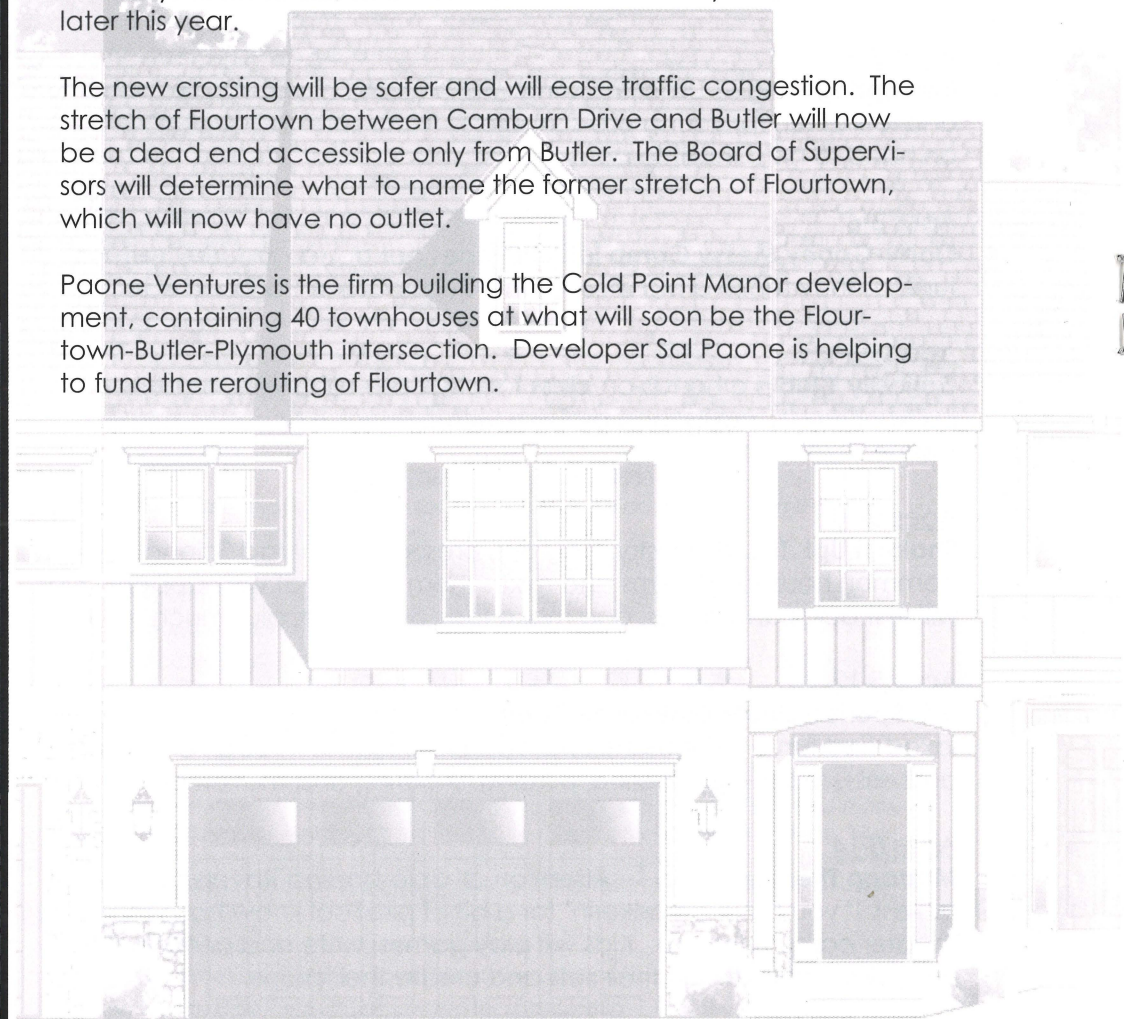 later this year.
The new crossing will be safer and will ease traffic congestion.  The
stretch of Flourtown between Camburn Drive and Butler will now
be a dead end accessible only from Butler.  The Board of Supervi-
sors will determine what to name the former stretch of Flourtown,
which will now have no outlet.
Paone Ventures is the firm building the Cold Point Manor develop-
ment, containing 40 townhouses at what will soon be the Flour-
town-Butler-Plymouth intersection.  Developer Sal Paone is helping
to fund the rerouting of Flourtown.